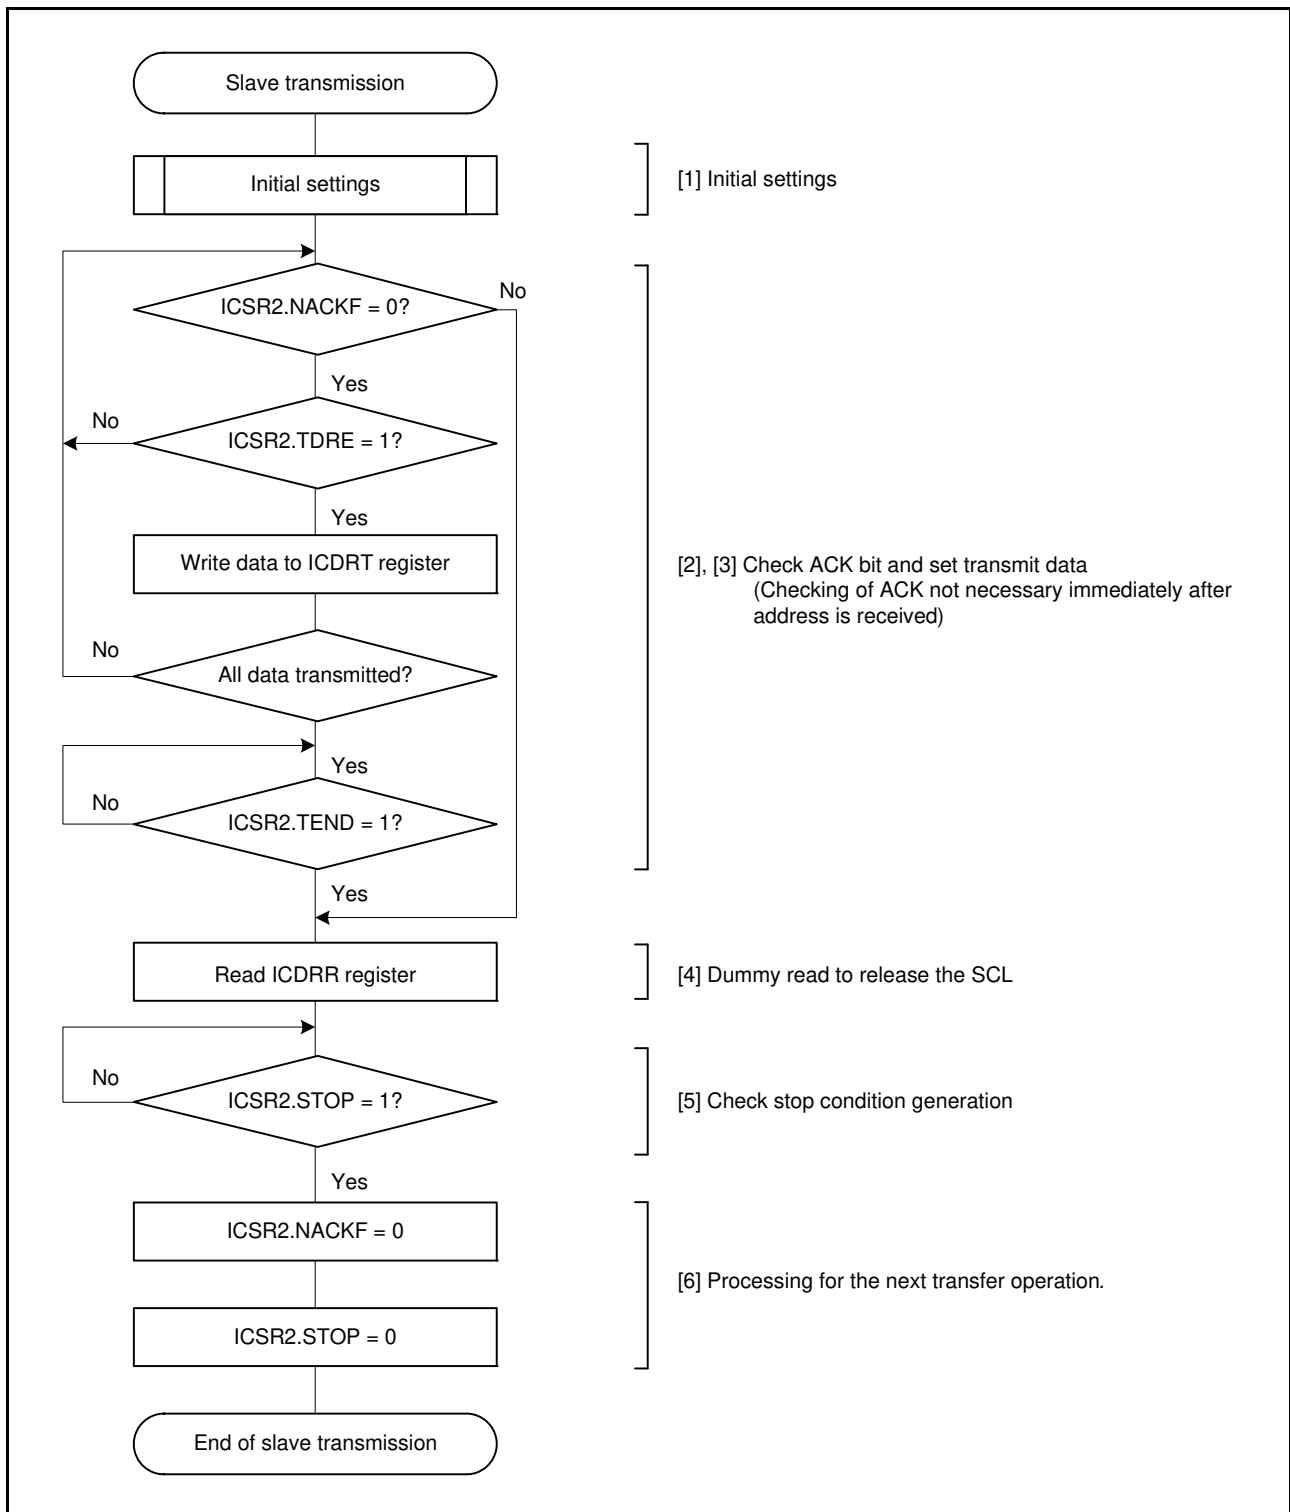 Slave transmission
Initial settings
[1] Initial settings
ICSR2.NACKF = 0?
No
Yes
No
ICSR2.TDRE = 1?
Yes
Write data to ICDRT register
[2], [3] Check ACK bit and set transmit data
(Checking of ACK not necessary immediately after
address is received)
No
All data transmitted?
Yes
No
ICSR2.TEND = 1?
Yes
Read ICDRR register
[4] Dummy read to release the SCL
No
ICSR2.STOP = 1?
[5] Check stop condition generation
Yes
ICSR2.NACKF = 0
[6] Processing for the next transfer operation.
ICSR2.STOP = 0
End of slave transmission